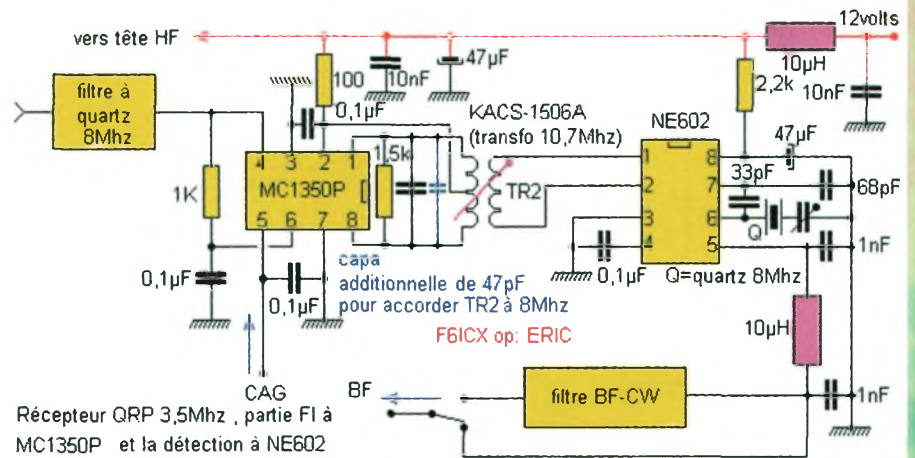 12volts
vers tête HF
10µH
47µF
100
10nF
2,2k
10nF
filtre à
quartz
8Mhz
0,1µF
KACS-1506A
(transfo 10,7Mhz)
NE602
47µF
4 3 2 1
1,5k
1 8
33pF
MC1350P
TR2
2 7
68pF
1K
3 6
Q
5 6 7 8
4 5
1nF
0,1µF
0,1µF
capa
additionnelle de 47pF
pour accorder TR2 à 8Mhz
0,1µF
Q=quartz 8Mhz
F6ICX op: ERIC
10µH
CAG
BF
filtre BF-CW
1nF
Récepteur QRP 3,5Mhz , partie FI à
MC1350P et la détection à NE602